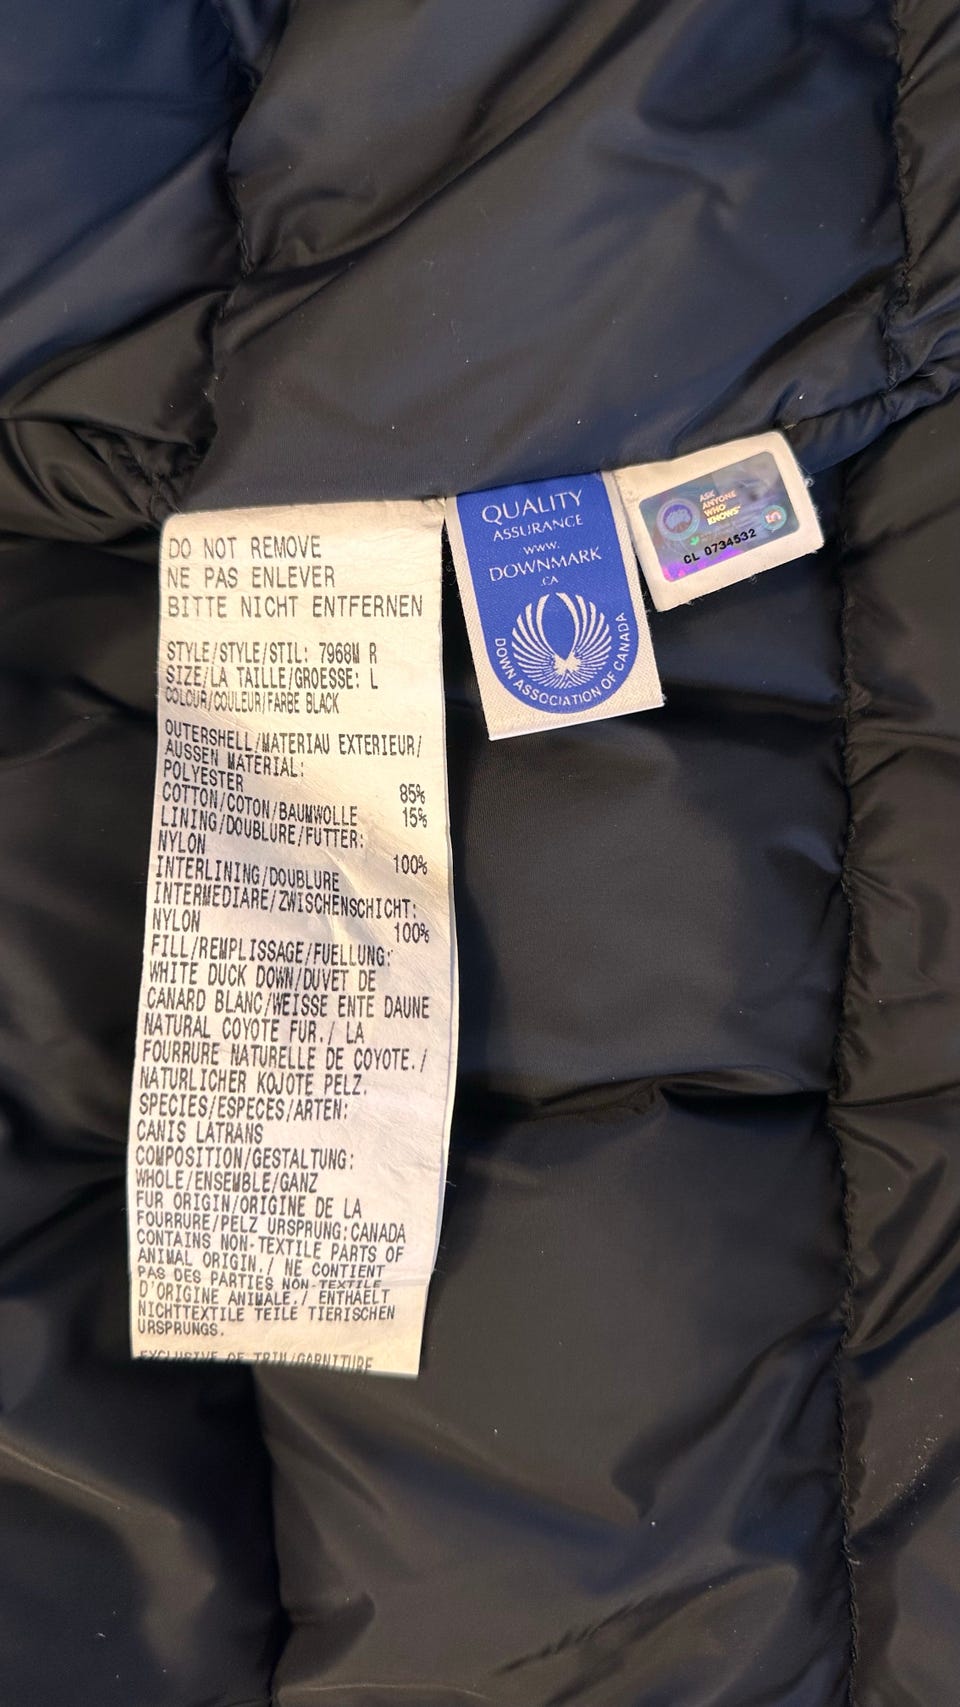 DO NOT REMOVE
NE PAS ENLEVER
BITTE NICHT ENTFERNEN
STYLE/STYLE/STIL: 7968M R
SIZE/LA TAILLE/GROESSE: L
COLOUR/COULEUR/FARBE BLACK
OUTERSHELL/MATERIAU EXTERIEUR/
AUSSEN MATERIAL:
POLYESTER 85%
COTTON/COTON/BAUMWOLLE 15%
LINING/DOUBLURE/FUTTER:
NYLON 100%
INTERLINING/DOUBLURE
INTERMEDIARE/ZWISCHENSCHICHT:
NYLON 100%
FILL/REMPLISSAGE/FUELLUNG:
WHITE DUCK DOWN/DUVET DE
CANARD BLANC/WEISSE ENTE DAUNE
NATURAL COYOTE FUR./ LA
FOURRURE NATURELLE DE COYOTE./
NATURLICHER KOJOTE PELZ.
SPECIES/ESPECES/ARTEN:
CANIS LATRANS
COMPOSITION/GESTALTUNG:
WHOLE/ENSEMBLE/GANZ
FUR ORIGIN/ORIGINE DE LA
FOURRURE/PELZ URSPRUNG:CANADA
CONTAINS NON-TEXTILE PARTS OF
ANIMAL ORIGIN./ NE CONTIENT
PAS DES PARTIES NON-TEXTILE
D'ORIGINE ANIMALE./ ENTHAELT
NICHTTEXTILE TEILE TIERISCHEN
URSPRUNGS.
EXCLUSIVE OF TRIM/GARNITURE
QUALITY
ASSURANCE
www.
DOWNMARK
.CA
DOWN ASSOCIATION OF CANADA
ASK
ANYONE
WHO
KNOWS
CL 0734532